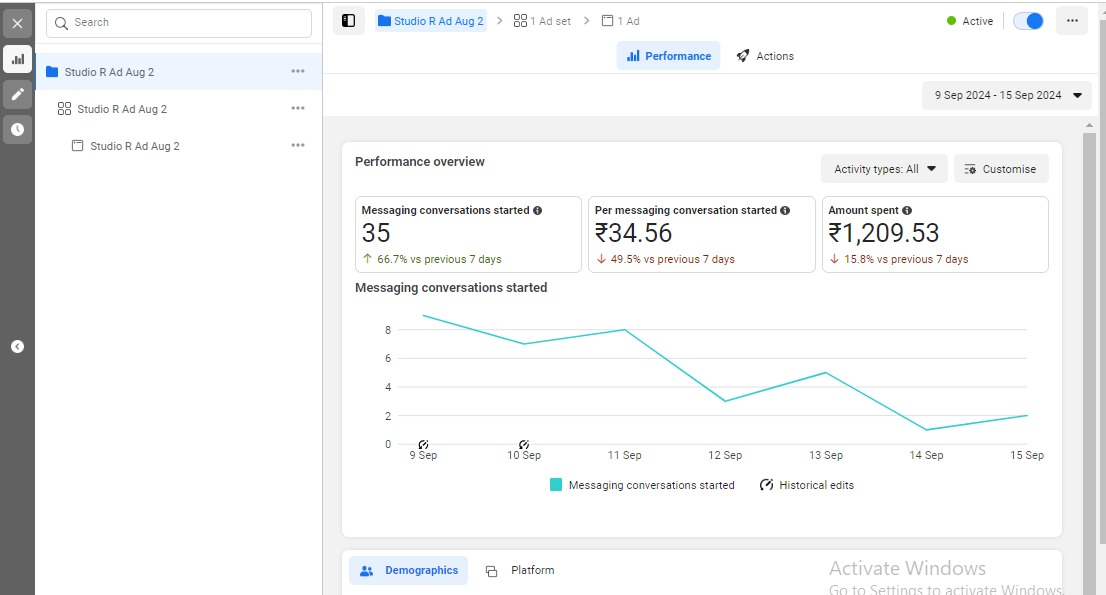 Search
Studio R Ad Aug 2
Studio R Ad Aug 2
Studio R Ad Aug 2
Studio R Ad Aug 2 > 1 Ad set > 1 Ad
Active
Performance
Actions
9 Sep 2024 - 15 Sep 2024
Performance overview
Activity types: All
Customise
Messaging conversations started
35
66.7% vs previous 7 days
Per messaging conversation started
₹34.56
49.5% vs previous 7 days
Amount spent
₹1,209.53
15.8% vs previous 7 days
Messaging conversations started
8
6
4
2
0
9 Sep 10 Sep 11 Sep 12 Sep 13 Sep 14 Sep 15 Sep
Messaging conversations started
Historical edits
Demographics
Platform
Activate Windows
Go to Settings to activate Windows.